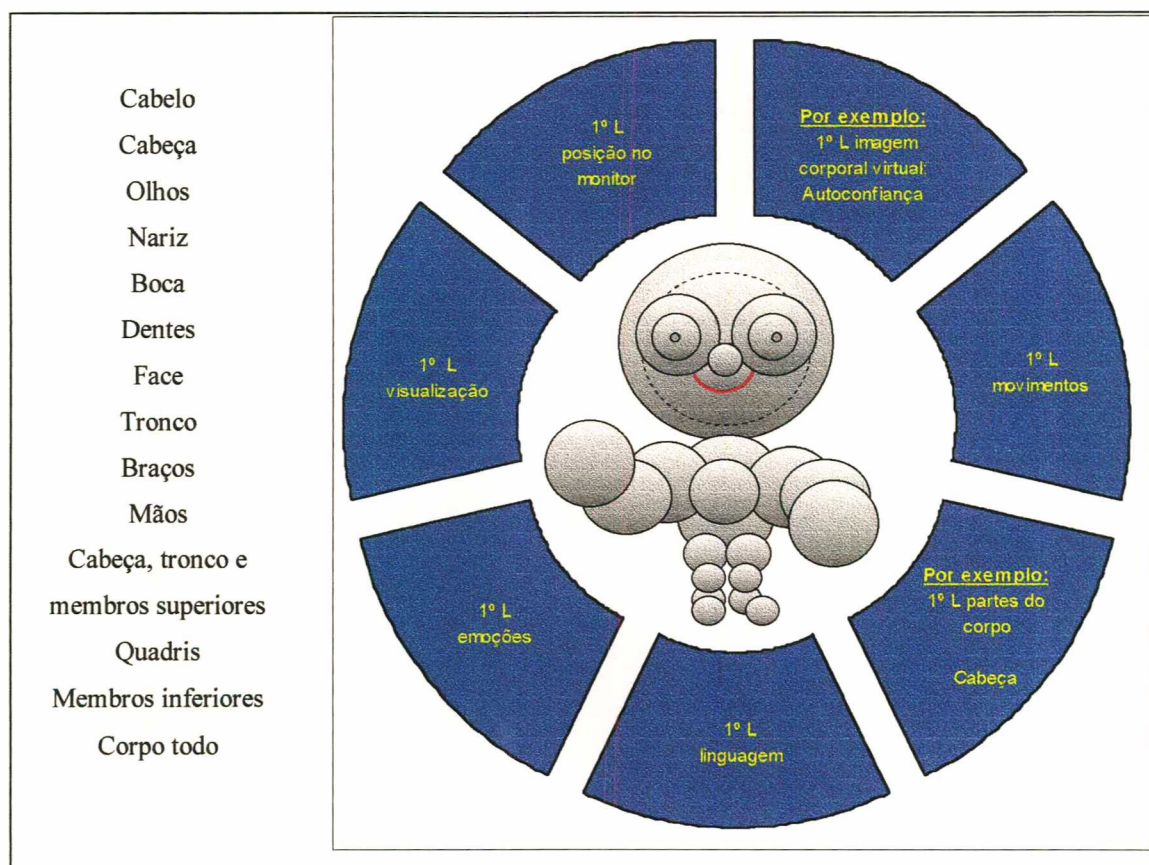 Cabelo
Cabeça
Olhos
Nariz
Boca
Dentes
Face
Tronco
Braços
Mãos
Cabeça, tronco e
membros superiores
Quadris
Membros inferiores
Corpo todo
1º L
posição no
monitor
Por exemplo:
1º L imagem
corporal virtual:
Autoconfiança
1º L
visualização
1º L
movimentos
1º L
emoções
Por exemplo:
1º L partes do
corpo
Cabeça
1º L
linguagem